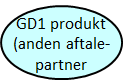 GD1 produkt
(anden aftale-
partner